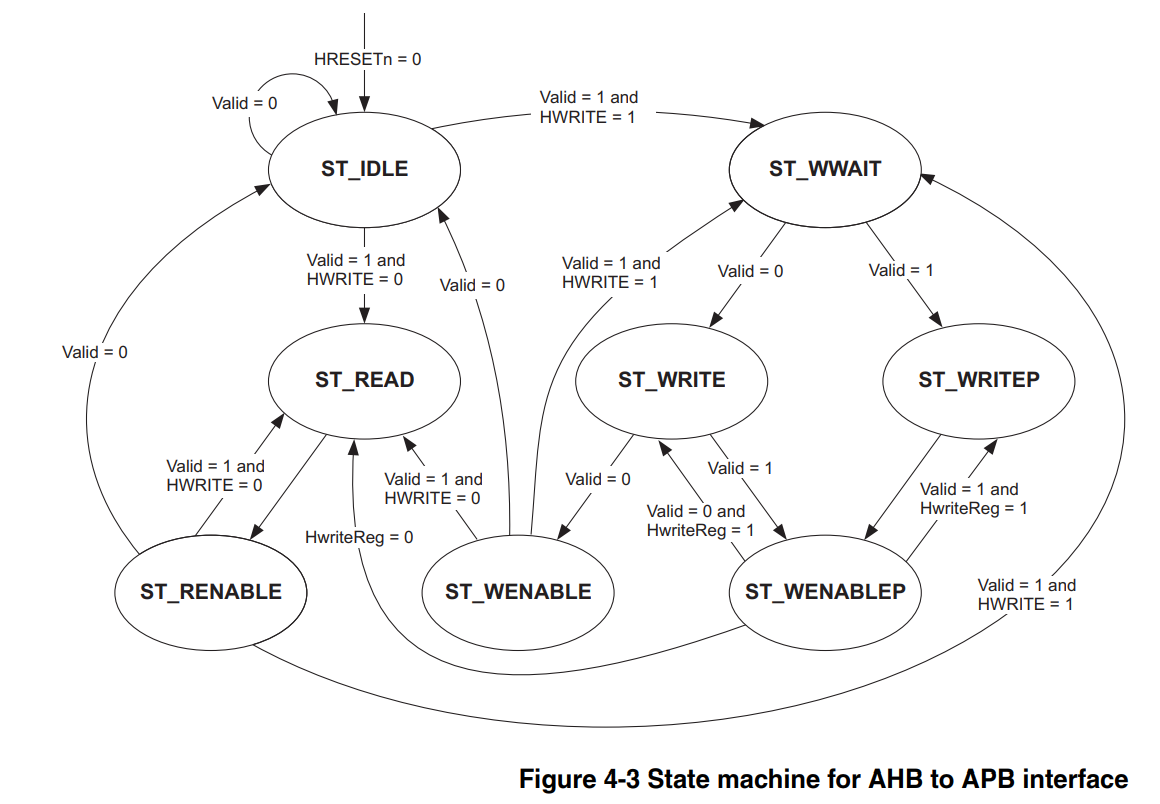 HRESETn = 0
Valid = 0
Valid = 1 and
HWRITE = 1
ST_IDLE
ST_WWAIT
Valid = 1 and
HWRITE = 0
Valid = 0
Valid = 1 and
HWRITE = 1
Valid = 0
Valid = 1
Valid = 0
ST_READ
ST_WRITE
ST_WRITEP
Valid = 1 and
HWRITE = 0
Valid = 1 and
HWRITE = 0
Valid = 0
Valid = 1
Valid = 1 and
HwriteReg = 1
Valid = 0 and
HwriteReg = 1
HwriteReg = 0
ST_RENABLE
ST_WENABLE
ST_WENABLEP
Valid = 1 and
HWRITE = 1
Figure 4-3 State machine for AHB to APB interface